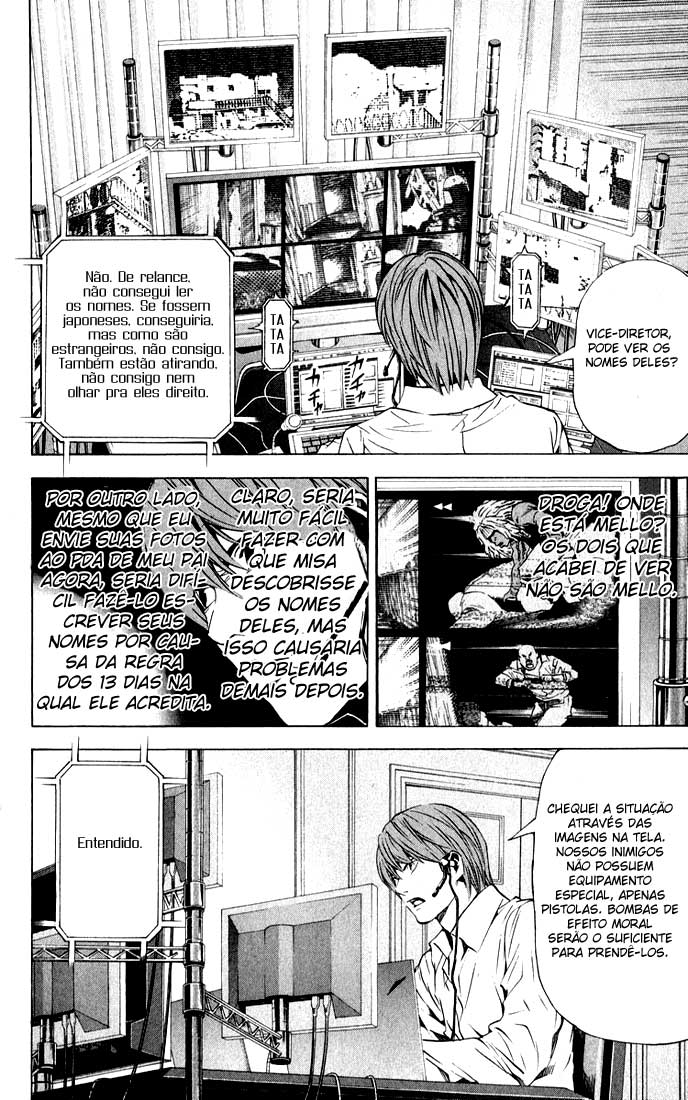 VICE-DIRETOR,
PODE VER OS
NOMES DELES?
TA
TA
TA
TA
TA
TA
カチャ
カチ
Não. De relance,
não consegui ler
os nomes. Se fossem
japoneses, conseguiria,
mas como são
estrangeiros, não consigo.
Também estão atirando,
não consigo nem
olhar pra eles direito.
DROGA! ONDE
ESTÁ MELLO?
OS DOIS QUE
ACABEI DE VER
NÃO SÃO MELLO.
CLARO, SERIA
MUITO FÁCIL
FAZER COM
QUE MISA
DESCOBRISSE
OS NOMES
DELES, MAS
ISSO CAUSARIA
PROBLEMAS
DEMAIS DEPOIS.
POR OUTRO LADO,
MESMO QUE EU
ENVIE SUAS FOTOS
AO PDA DE MEU PAI
AGORA, SERIA DIFÍ-
CIL FAZÊ-LO ES-
CREVER SEUS
NOMES POR CAU-
SA DA REGRA
DOS 13 DIAS NA
QUAL ELE ACREDITA.
CHEQUEI A SITUAÇÃO
ATRAVÉS DAS
IMAGENS NA TELA.
NOSSOS INIMIGOS
NÃO POSSUEM
EQUIPAMENTO
ESPECIAL, APENAS
PISTOLAS. BOMBAS DE
EFEITO MORAL
SERÃO O SUFICIENTE
PARA PRENDÊ-LOS.
Entendido.